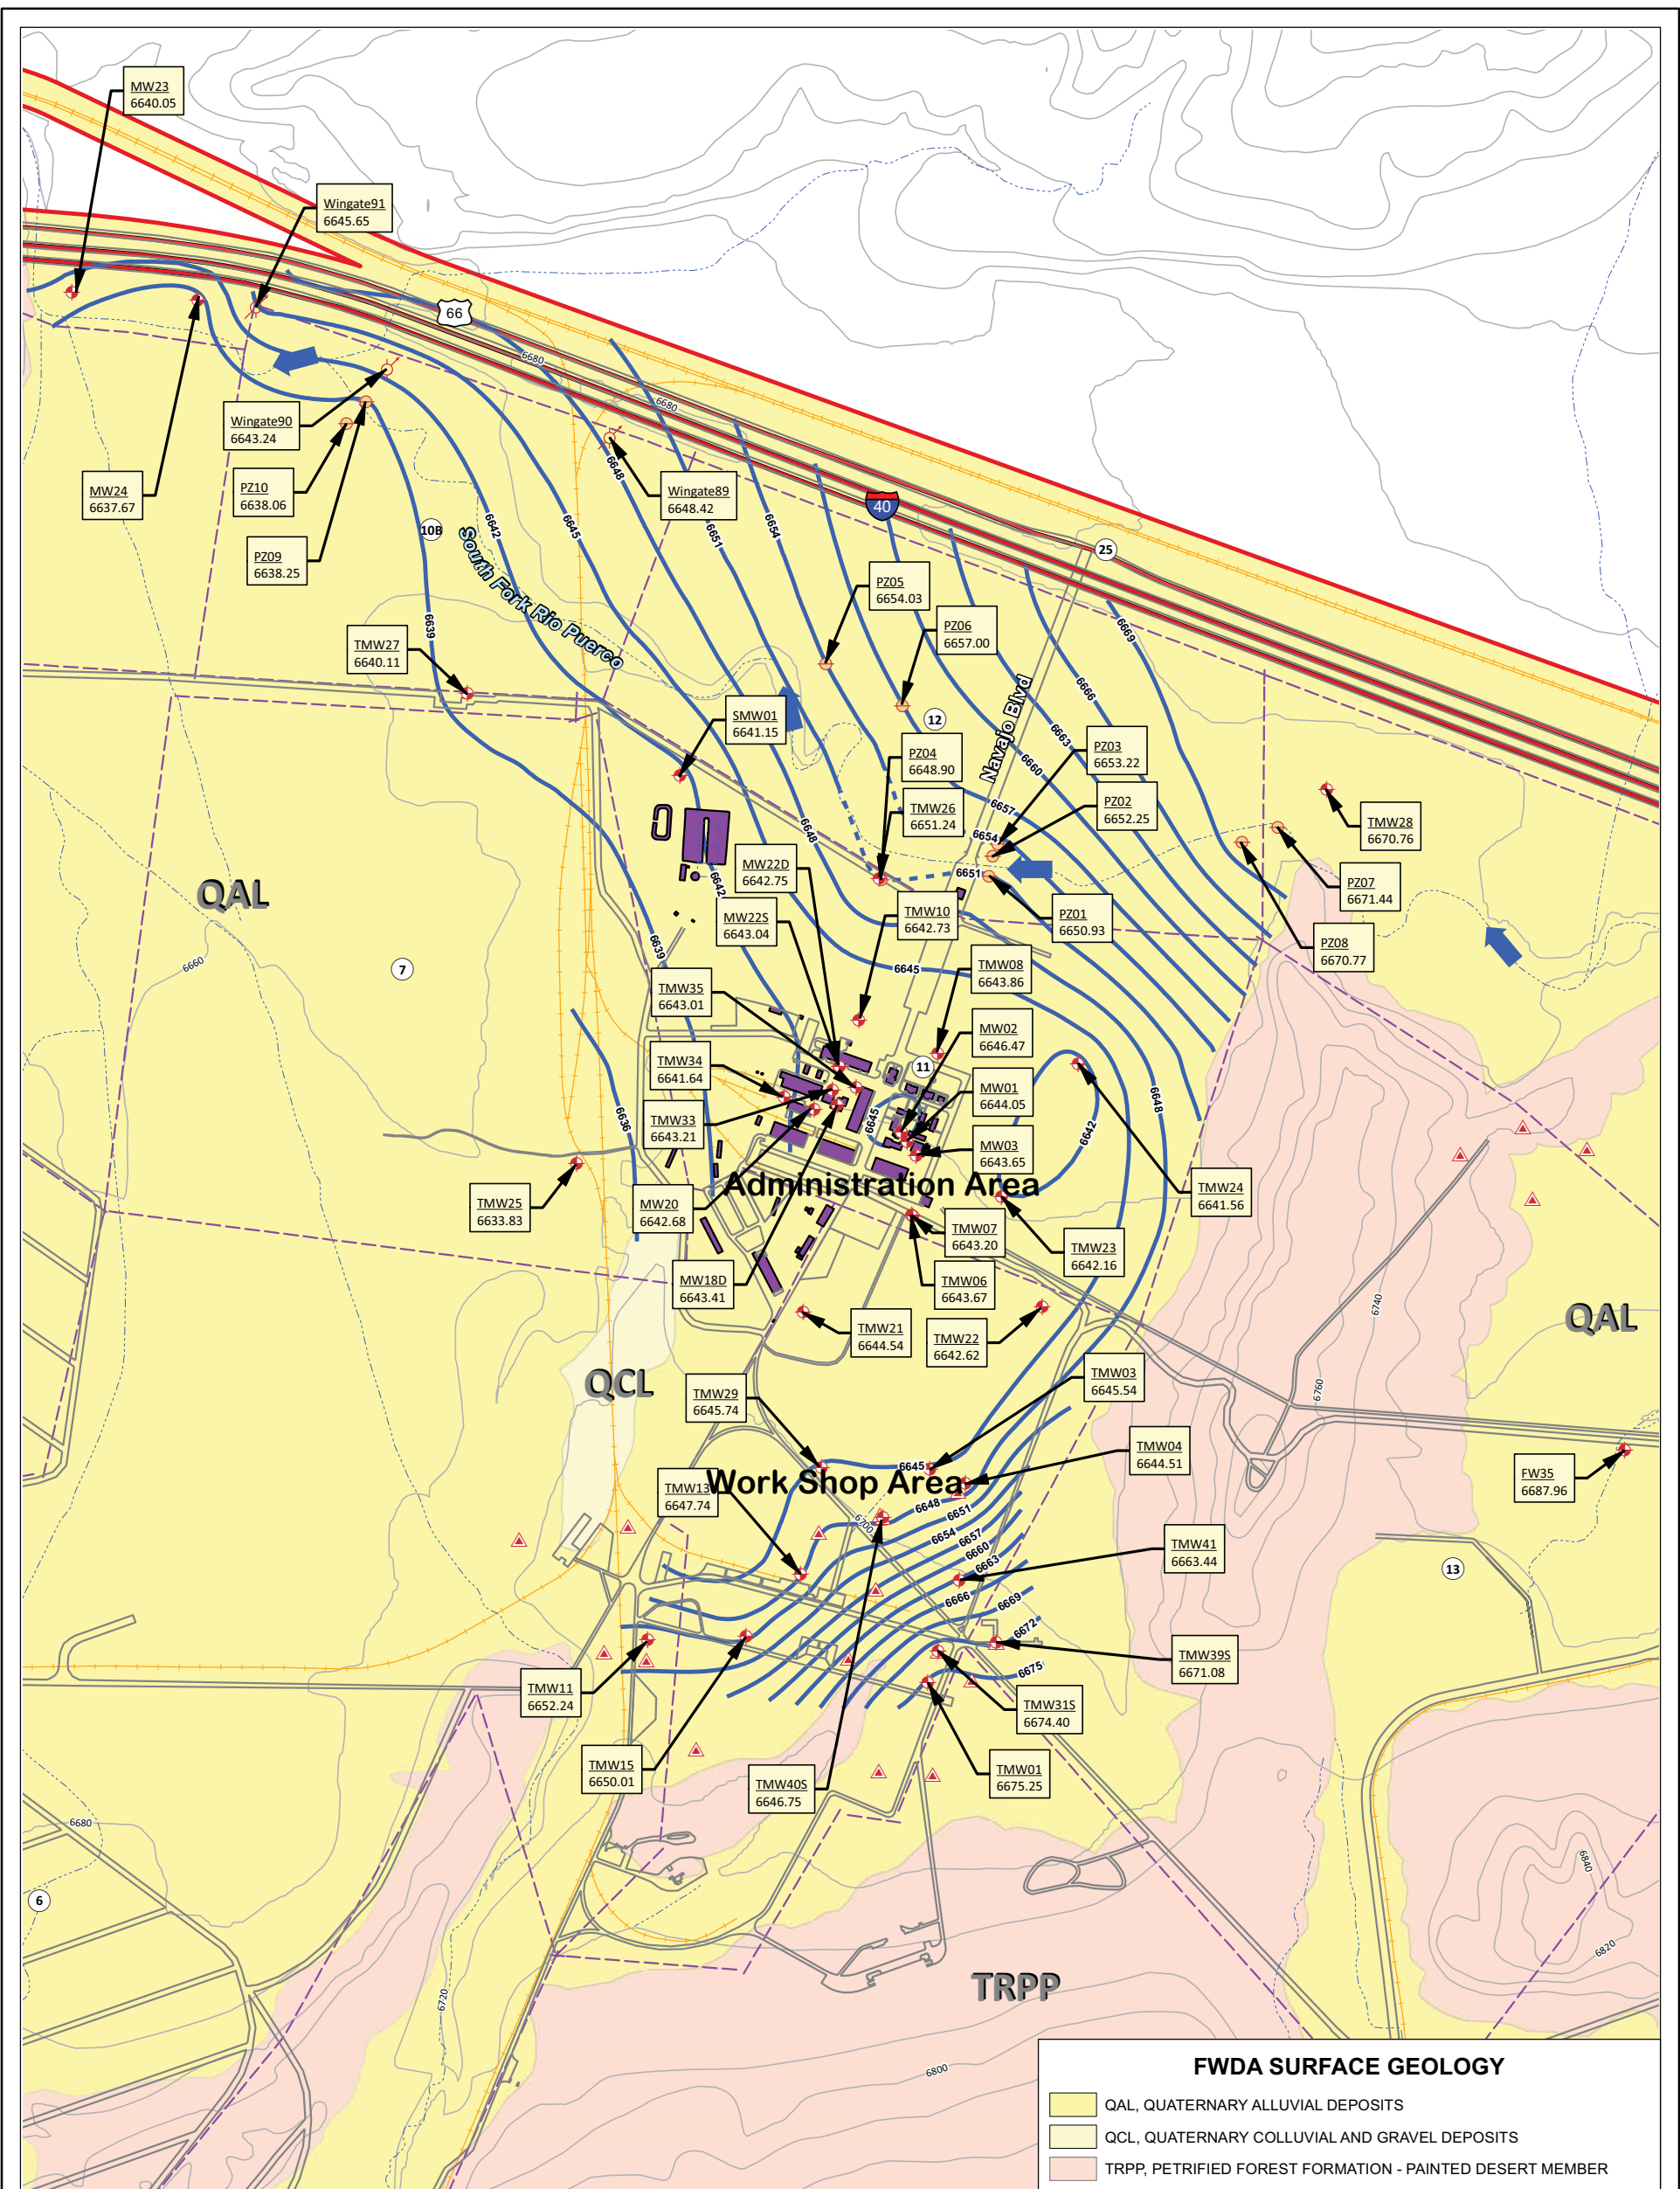 MW23
6640.05
Wingate91
6645.65
66
6680
6680
Wingate90
6643.24
MW24
6637.67
PZ10
6638.06
PZ09
6638.25
10B
6642
6645
6648
Wingate89
6648.42
6651
6654
40
25
South Fork Rio Puerco
6639
TMW27
6640.11
PZ05
6654.03
PZ06
6657.00
6669
6666
6663
6660
6657
6654
6651
Navajo Blvd
12
SMW01
6641.15
PZ04
6648.90
PZ03
6653.22
TMW26
6651.24
PZ02
6652.25
TMW28
6670.76
PZ07
6671.44
PZ08
6670.77
PZ01
6650.93
6648
MW22D
6642.75
6642
MW22S
6643.04
TMW10
6642.73
QAL
6660
7
6639
6645
TMW35
6643.01
TMW08
6643.86
MW02
6646.47
11
TMW34
6641.64
MW01
6644.05
TMW33
6643.21
6636
6645
6642
6648
MW03
6643.65
Administration Area
TMW25
6633.83
MW20
6642.68
TMW24
6641.56
TMW07
6643.20
TMW23
6642.16
MW18D
6643.41
TMW06
6643.67
TMW21
6644.54
TMW22
6642.62
6740
QAL
QCL
TMW29
6645.74
TMW03
6645.54
6760
6645
TMW04
6644.51
Work Shop Area
TMW13
6647.74
FW35
6687.96
6700
6648
6651
6654
6657
6660
6663
6666
6669
6672
6675
TMW41
6663.44
13
TMW39S
6671.08
TMW11
6652.24
TMW31S
6674.40
TMW15
6650.01
TMW40S
6646.75
TMW01
6675.25
6680
6
6840
6820
6720
TRPP
6800
FWDA SURFACE GEOLOGY
QAL, QUATERNARY ALLUVIAL DEPOSITS
QCL, QUATERNARY COLLUVIAL AND GRAVEL DEPOSITS
TRPP, PETRIFIED FOREST FORMATION - PAINTED DESERT MEMBER